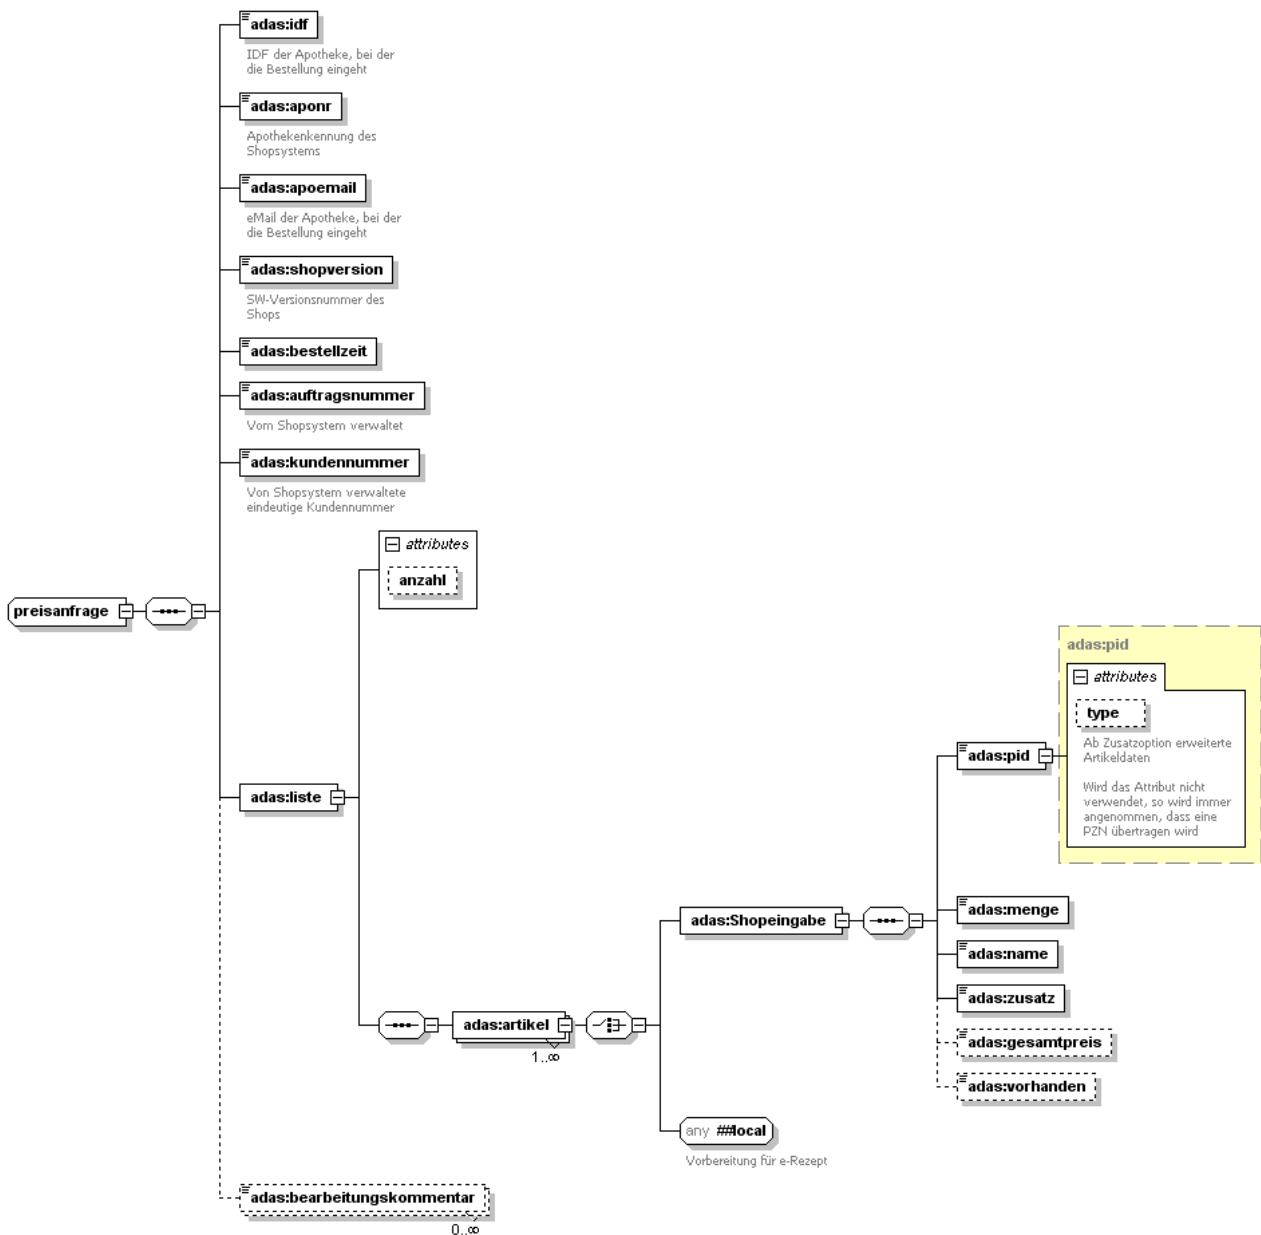 adas:idf
IDF der Apotheke, bei der
die Bestellung eingeht
adas:aponr
Apothekenkennung des
Shopsystems
adas:apoemail
eMail der Apotheke, bei der
die Bestellung eingeht
adas:shopversion
SW-Versionsnummer des
Shops
adas:bestellzeit
adas:auftragsnummer
Vom Shopsystem verwaltet
adas:kundennummer
Von Shopsystem verwaltete
eindeutige Kundennummer
attributes
anzahl
preisanfrage
adas:liste
adas:pid
attributes
type
Ab Zusatzoption erweiterte
Artikeldaten
Wird das Attribut nicht
verwendet, so wird immer
angenommen, dass eine
PZN übertragen wird
adas:pid
adas:Shopeingabe
adas:menge
adas:name
adas:zusatz
adas:gesamtpreis
adas:vorhanden
adas:artikel
1..∞
any ##local
Vorbereitung für e-Rezept
adas:bearbeitungskommentar
0..∞